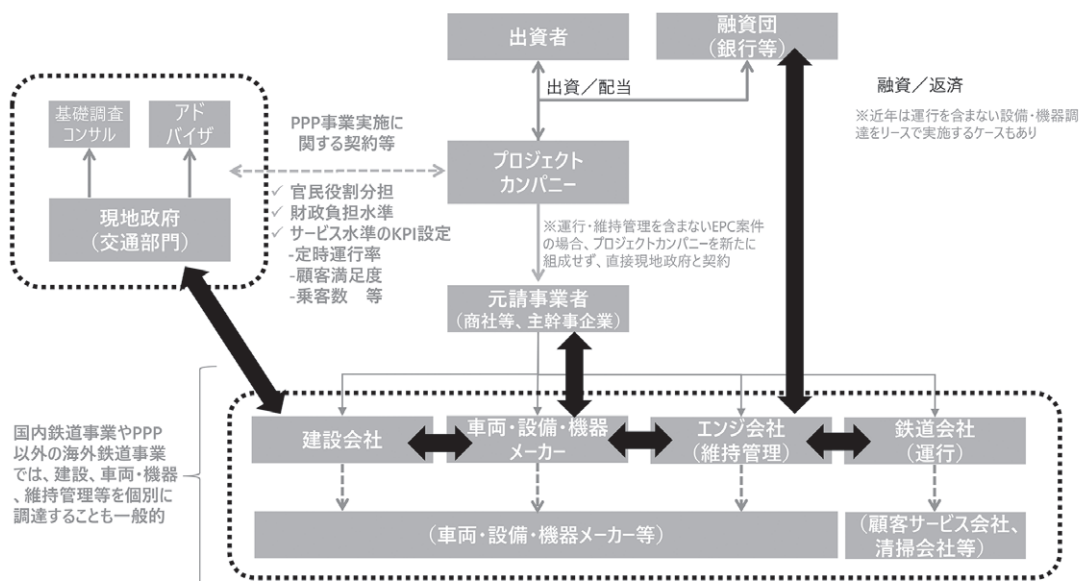 出資者
融資団
（銀行等）
出資／配当
融資／返済
※近年は運行を含まない設備・機器調
達をリースで実施するケースもあり
基礎調査
コンサル
アド
バイザ
現地政府
（交通部門）
PPP事業実施に
関する契約等
✓ 官民役割分担
✓ 財政負担水準
✓ サービス水準のKPI設定
-定時運行率
-顧客満足度
-乗客数　等
プロジェクト
カンパニー
※運行・維持管理を含まないEPC案件
の場合、プロジェクトカンパニーを新たに
組成せず、直接現地政府と契約
元請事業者
（商社等、主幹事企業）
国内鉄道事業やPPP
以外の海外鉄道事業
では、建設、車両・機器
、維持管理等を個別に
調達することも一般的
建設会社
車両・設備・機器
メーカー
エンジ会社
（維持管理）
鉄道会社
（運行）
（車両・設備・機器メーカー等）
（顧客サービス会社、
清掃会社等）